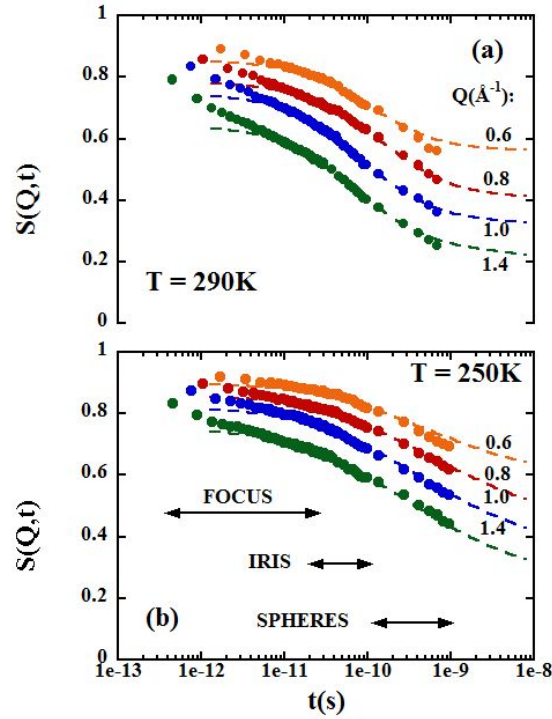 1
(a)
Q(Å⁻¹):
0.8
0.6
0.6
0.8
0.4
1.0
0.2
1.4
T = 290K
0
S(Q,t)
1
T = 250K
0.8
0.6
0.6
0.8
1.0
1.4
FOCUS
0.4
IRIS
0.2
SPHERES
(b)
0
S(Q,t)
1e-13 1e-12 1e-11 1e-10 1e-9 1e-8
t(s)